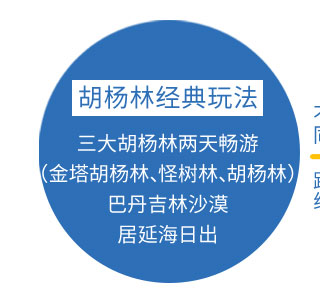 胡杨林经典玩法
三大胡杨林两天畅游
（金塔胡杨林、怪树林、胡杨林）
巴丹吉林沙漠
居延海日出